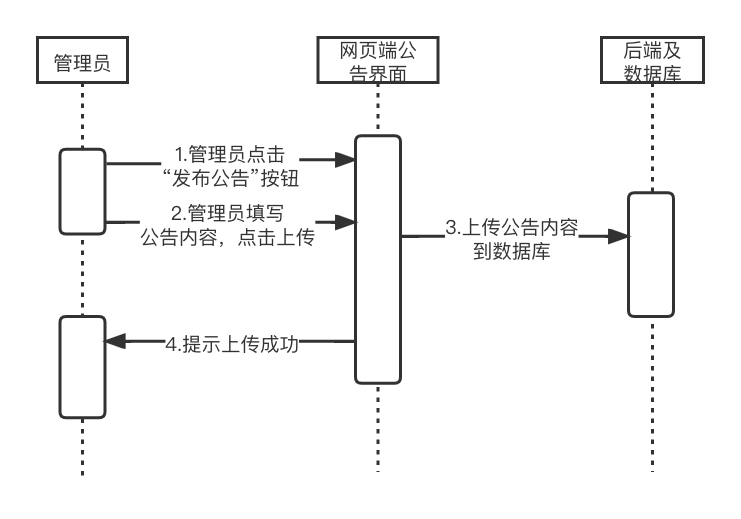 管理员
网页端公
告界面
后端及
数据库
1.管理员点击
“发布公告”按钮
2.管理员填写
公告内容，点击上传
3.上传公告内容
到数据库
4.提示上传成功